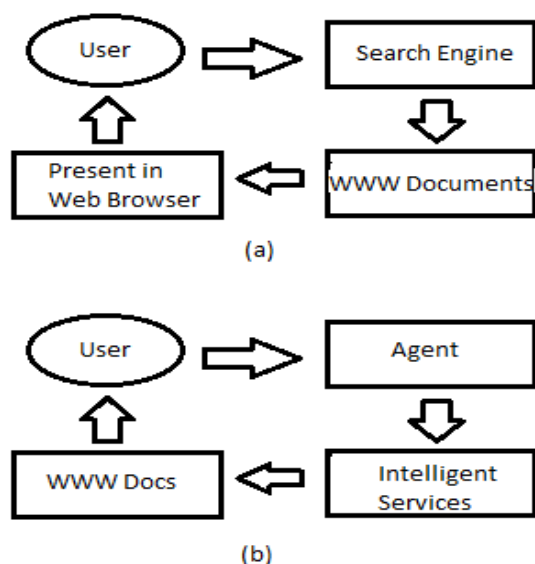 User
Search Engine
Present in
Web Browser
WWW Documents
(a)
User
Agent
WWW Docs
Intelligent
Services
(b)